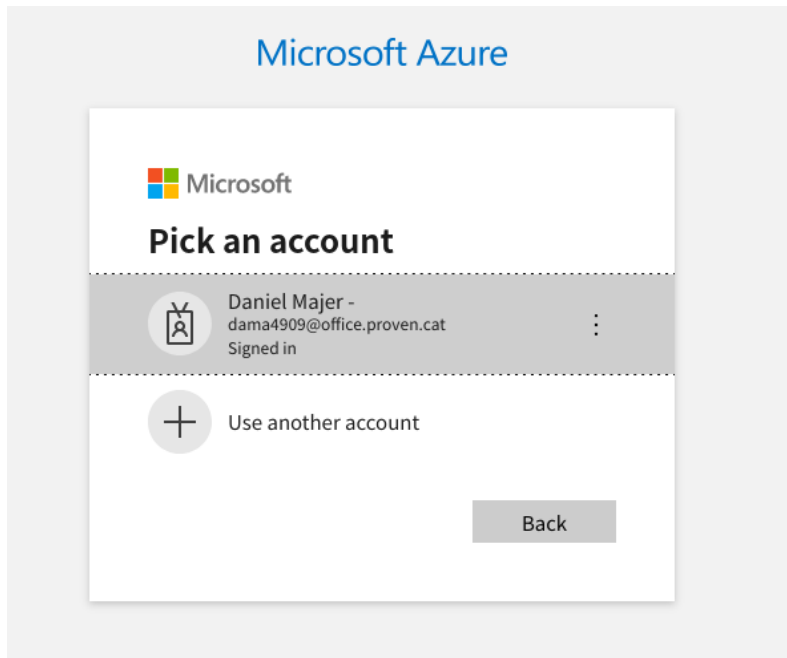 Microsoft Azure
Microsoft
Pick an account
Daniel Majer -
dama4909@office.proven.cat
Signed in
Use another account
Back